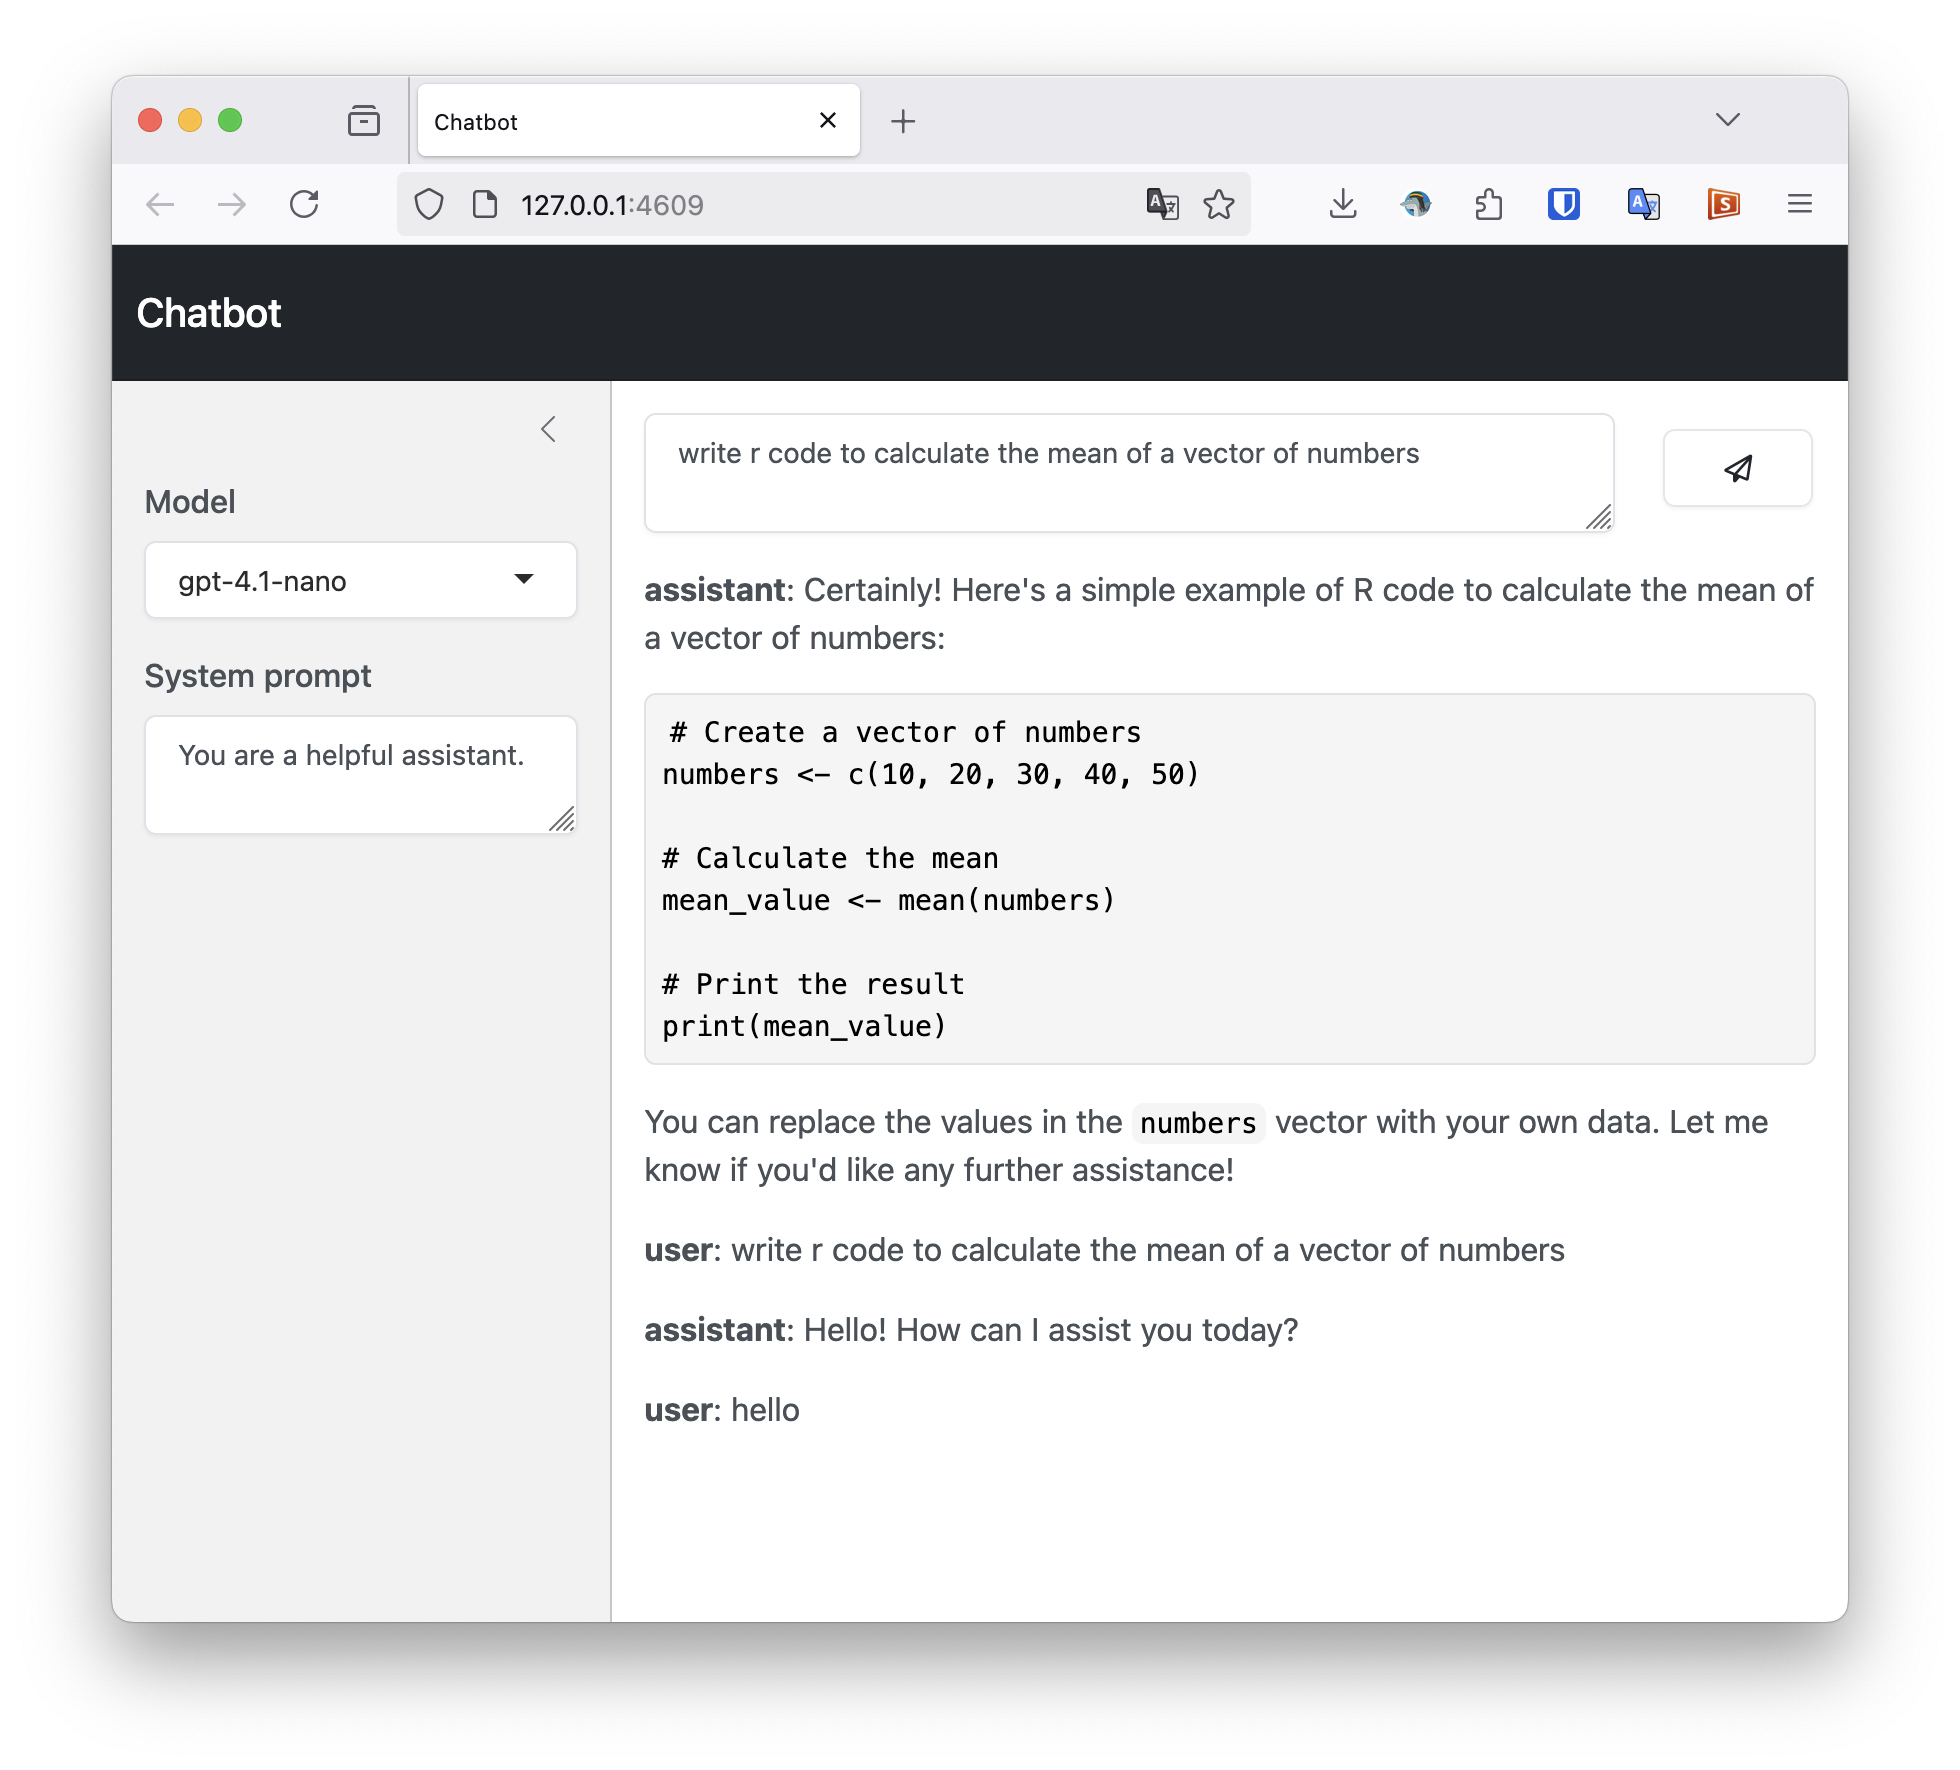 Chatbot
127.0.0.1:4609
Chatbot
Model
gpt-4.1-nano
System prompt
You are a helpful assistant.
write r code to calculate the mean of a vector of numbers
assistant: Certainly! Here's a simple example of R code to calculate the mean of
a vector of numbers:
# Create a vector of numbers
numbers <- c(10, 20, 30, 40, 50)
# Calculate the mean
mean_value <- mean(numbers)
# Print the result
print(mean_value)
You can replace the values in the numbers vector with your own data. Let me
know if you'd like any further assistance!
user: write r code to calculate the mean of a vector of numbers
assistant: Hello! How can I assist you today?
user: hello